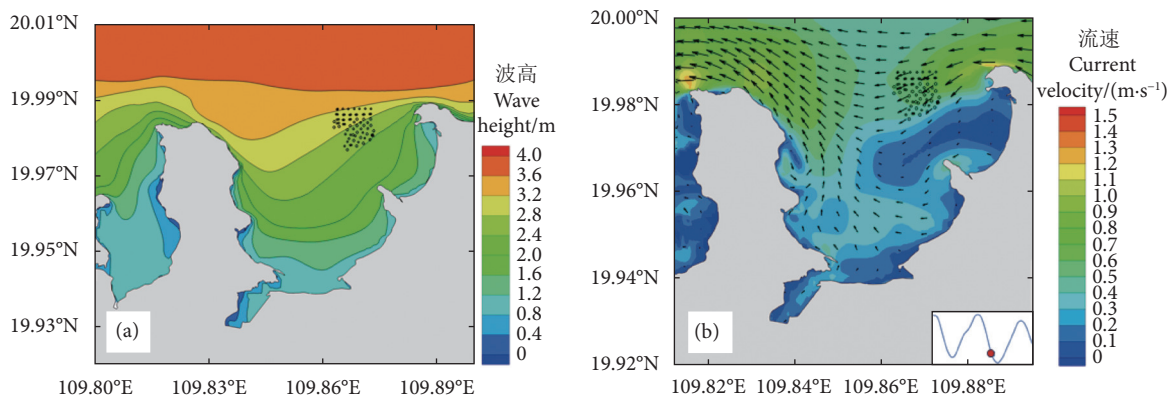 20.01°N
19.99°N
19.97°N
19.95°N
19.93°N
109.80°E
109.83°E
109.86°E
109.89°E
(a)
波高
Wave
height/m
4.0
3.6
3.2
2.8
2.4
2.0
1.6
1.2
0.8
0.4
0
20.00°N
19.98°N
19.96°N
19.94°N
19.92°N
109.82°E
109.84°E
109.86°E
109.88°E
(b)
流速
Current
velocity/(m·s⁻¹)
1.5
1.4
1.3
1.2
1.1
1.0
0.9
0.8
0.7
0.6
0.5
0.4
0.3
0.2
0.1
0